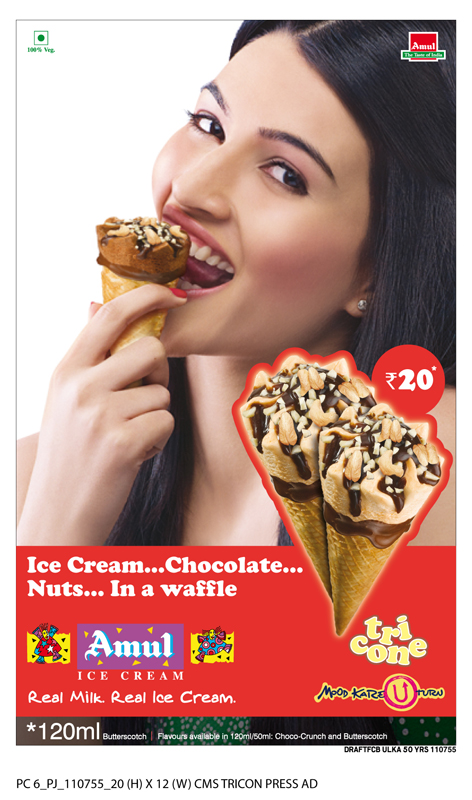 100% Veg.
Amul
The Taste of India
₹20*
Ice Cream...Chocolate...
Nuts... In a waffle
Amul
ICE CREAM
Real Milk. Real Ice Cream.
tri
cone
MOOD KARE U TURN
*120ml Butterscotch | Flavours available in 120ml/50ml: Choco-Crunch and Butterscotch
DRAFTFCB ULKA 50 YRS 110755
PC 6_PJ_110755_20 (H) X 12 (W) CMS TRICON PRESS AD